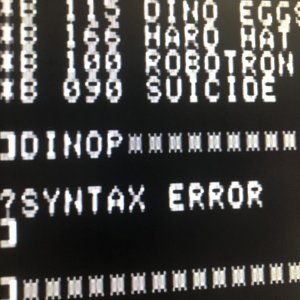 *B 115 DINO EGGS
*B 166 HARD HAT
*B 100 ROBOTRON
*B 090 SUICIDE
]DINOP
?SYNTAX ERROR
]
]